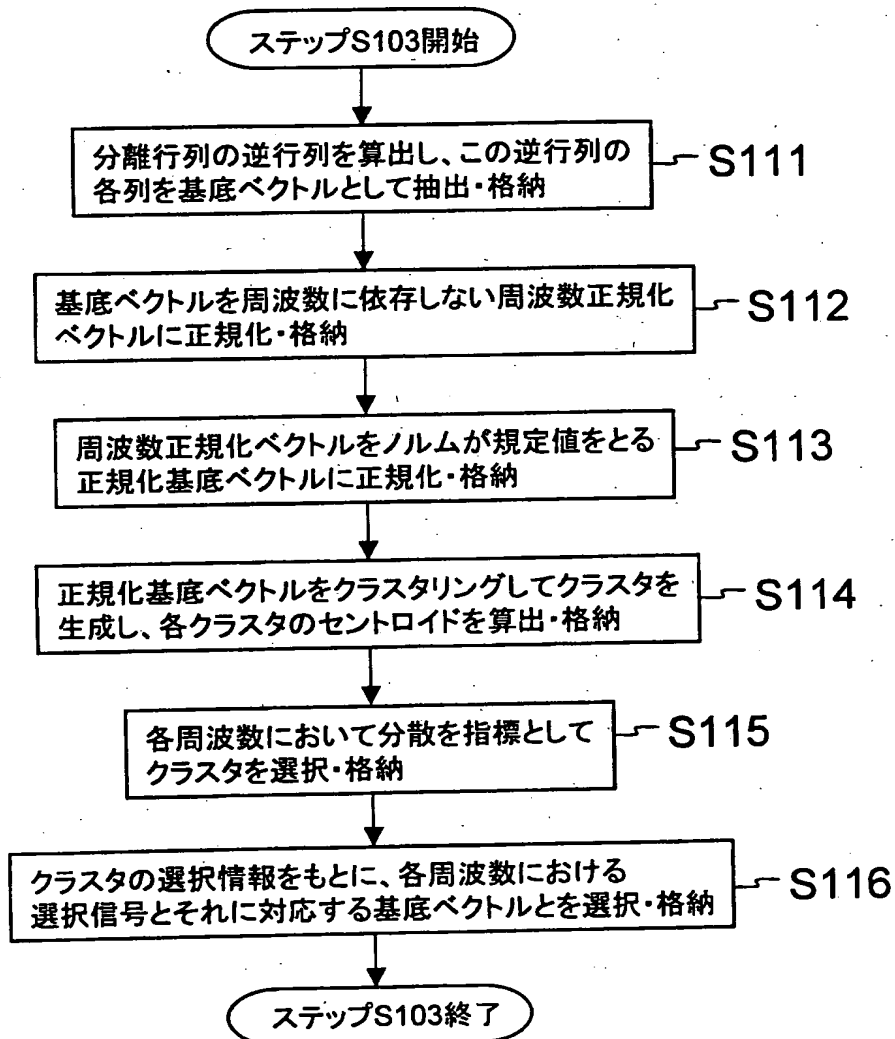 ステップS103開始
分離行列の逆行列を算出し、この逆行列の
各列を基底ベクトルとして抽出・格納
S111
基底ベクトルを周波数に依存しない周波数正規化
ベクトルに正規化・格納
S112
周波数正規化ベクトルをノルムが規定値をとる
正規化基底ベクトルに正規化・格納
S113
正規化基底ベクトルをクラスタリングしてクラスタを
生成し、各クラスタのセントロイドを算出・格納
S114
各周波数において分散を指標として
クラスタを選択・格納
S115
クラスタの選択情報をもとに、各周波数における
選択信号とそれに対応する基底ベクトルとを選択・格納
S116
ステップS103終了